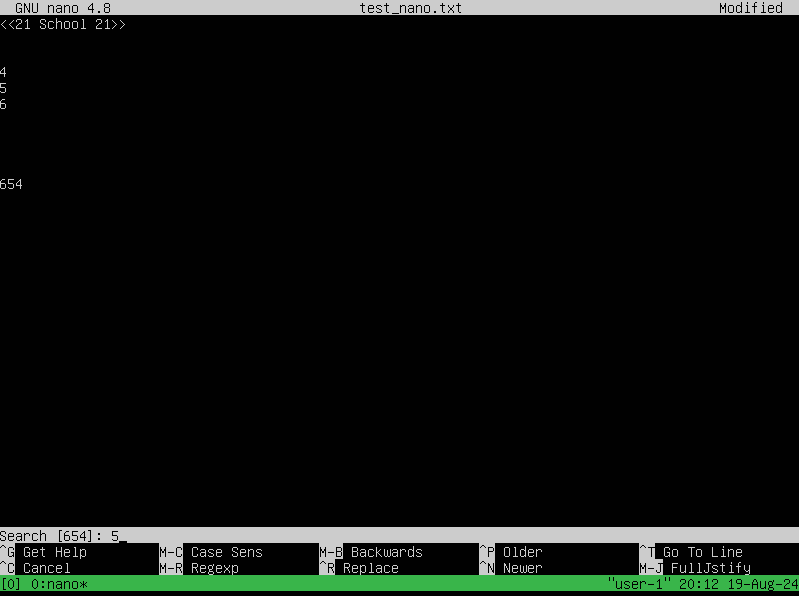 GNU nano 4.8 test_nano.txt Modified
<<21 School 21>>
4
5
6
654
Search [654]: 5_
^G Get Help M-C Case Sens M-B Backwards ^P Older ^T Go To Line
^C Cancel M-R Regexp ^R Replace ^N Newer M-J FullJstify
[0] 0:nano* "user-1" 20:12 19-Aug-24